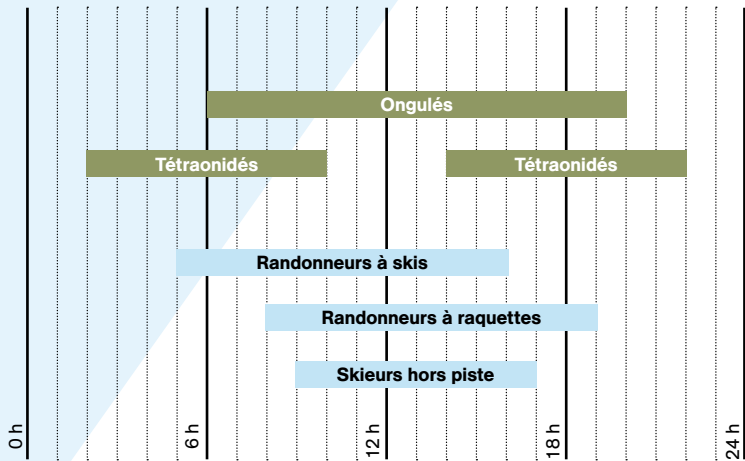 Ongulés
Tétraonidés
Tétraonidés
Randonneurs à skis
Randonneurs à raquettes
Skieurs hors piste
0 h
6 h
12 h
18 h
24 h